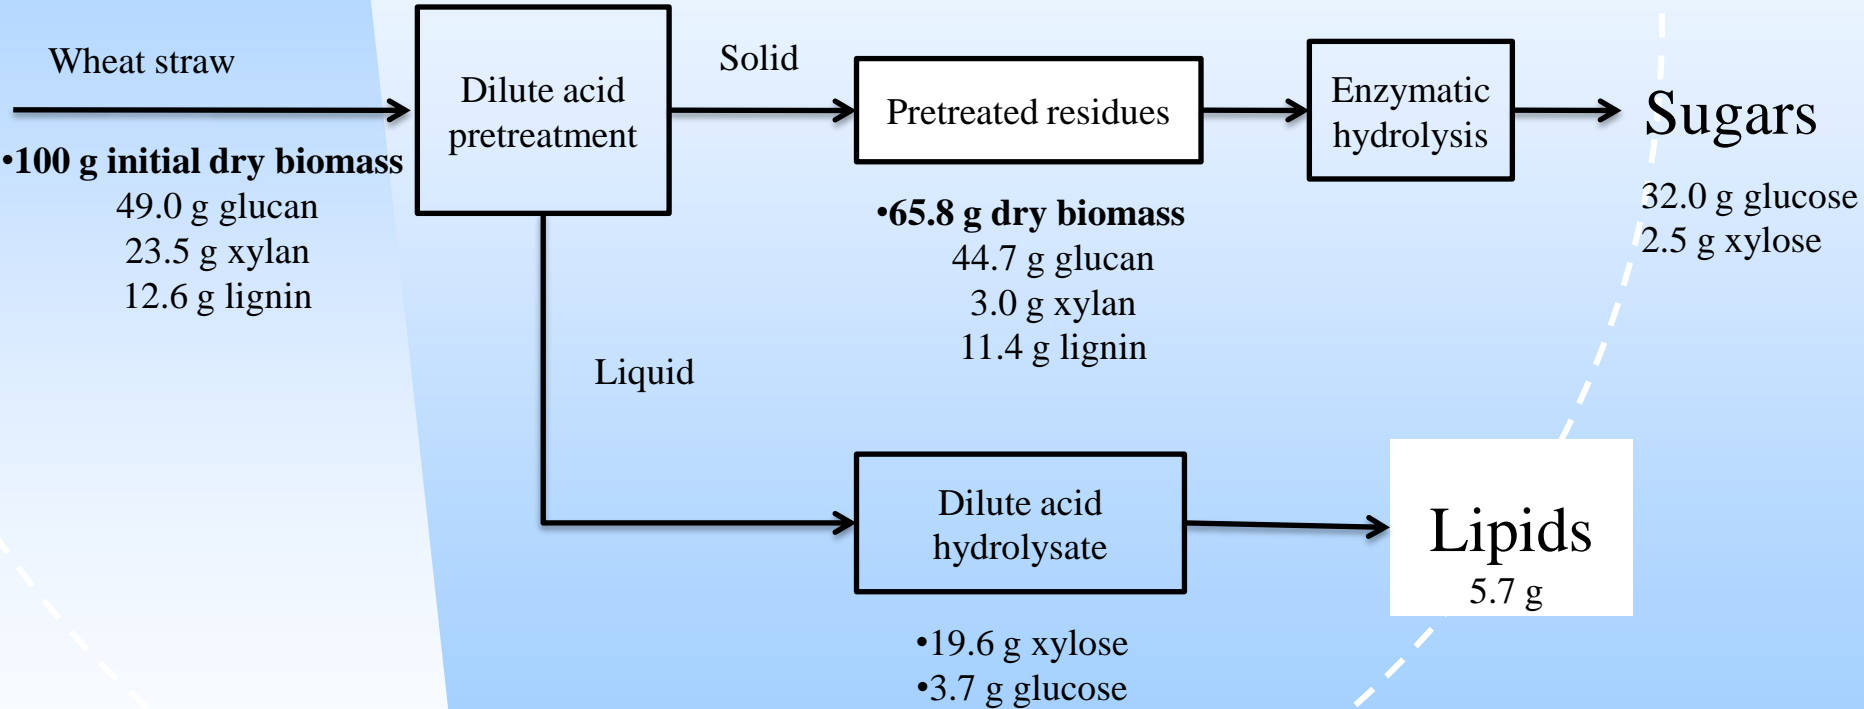 Wheat straw
•100 g initial dry biomass
49.0 g glucan
23.5 g xylan
12.6 g lignin
Dilute acid
pretreatment
Solid
Pretreated residues
•65.8 g dry biomass
44.7 g glucan
3.0 g xylan
11.4 g lignin
Enzymatic
hydrolysis
Sugars
32.0 g glucose
2.5 g xylose
Liquid
Dilute acid
hydrolysate
•19.6 g xylose
•3.7 g glucose
Lipids
5.7 g